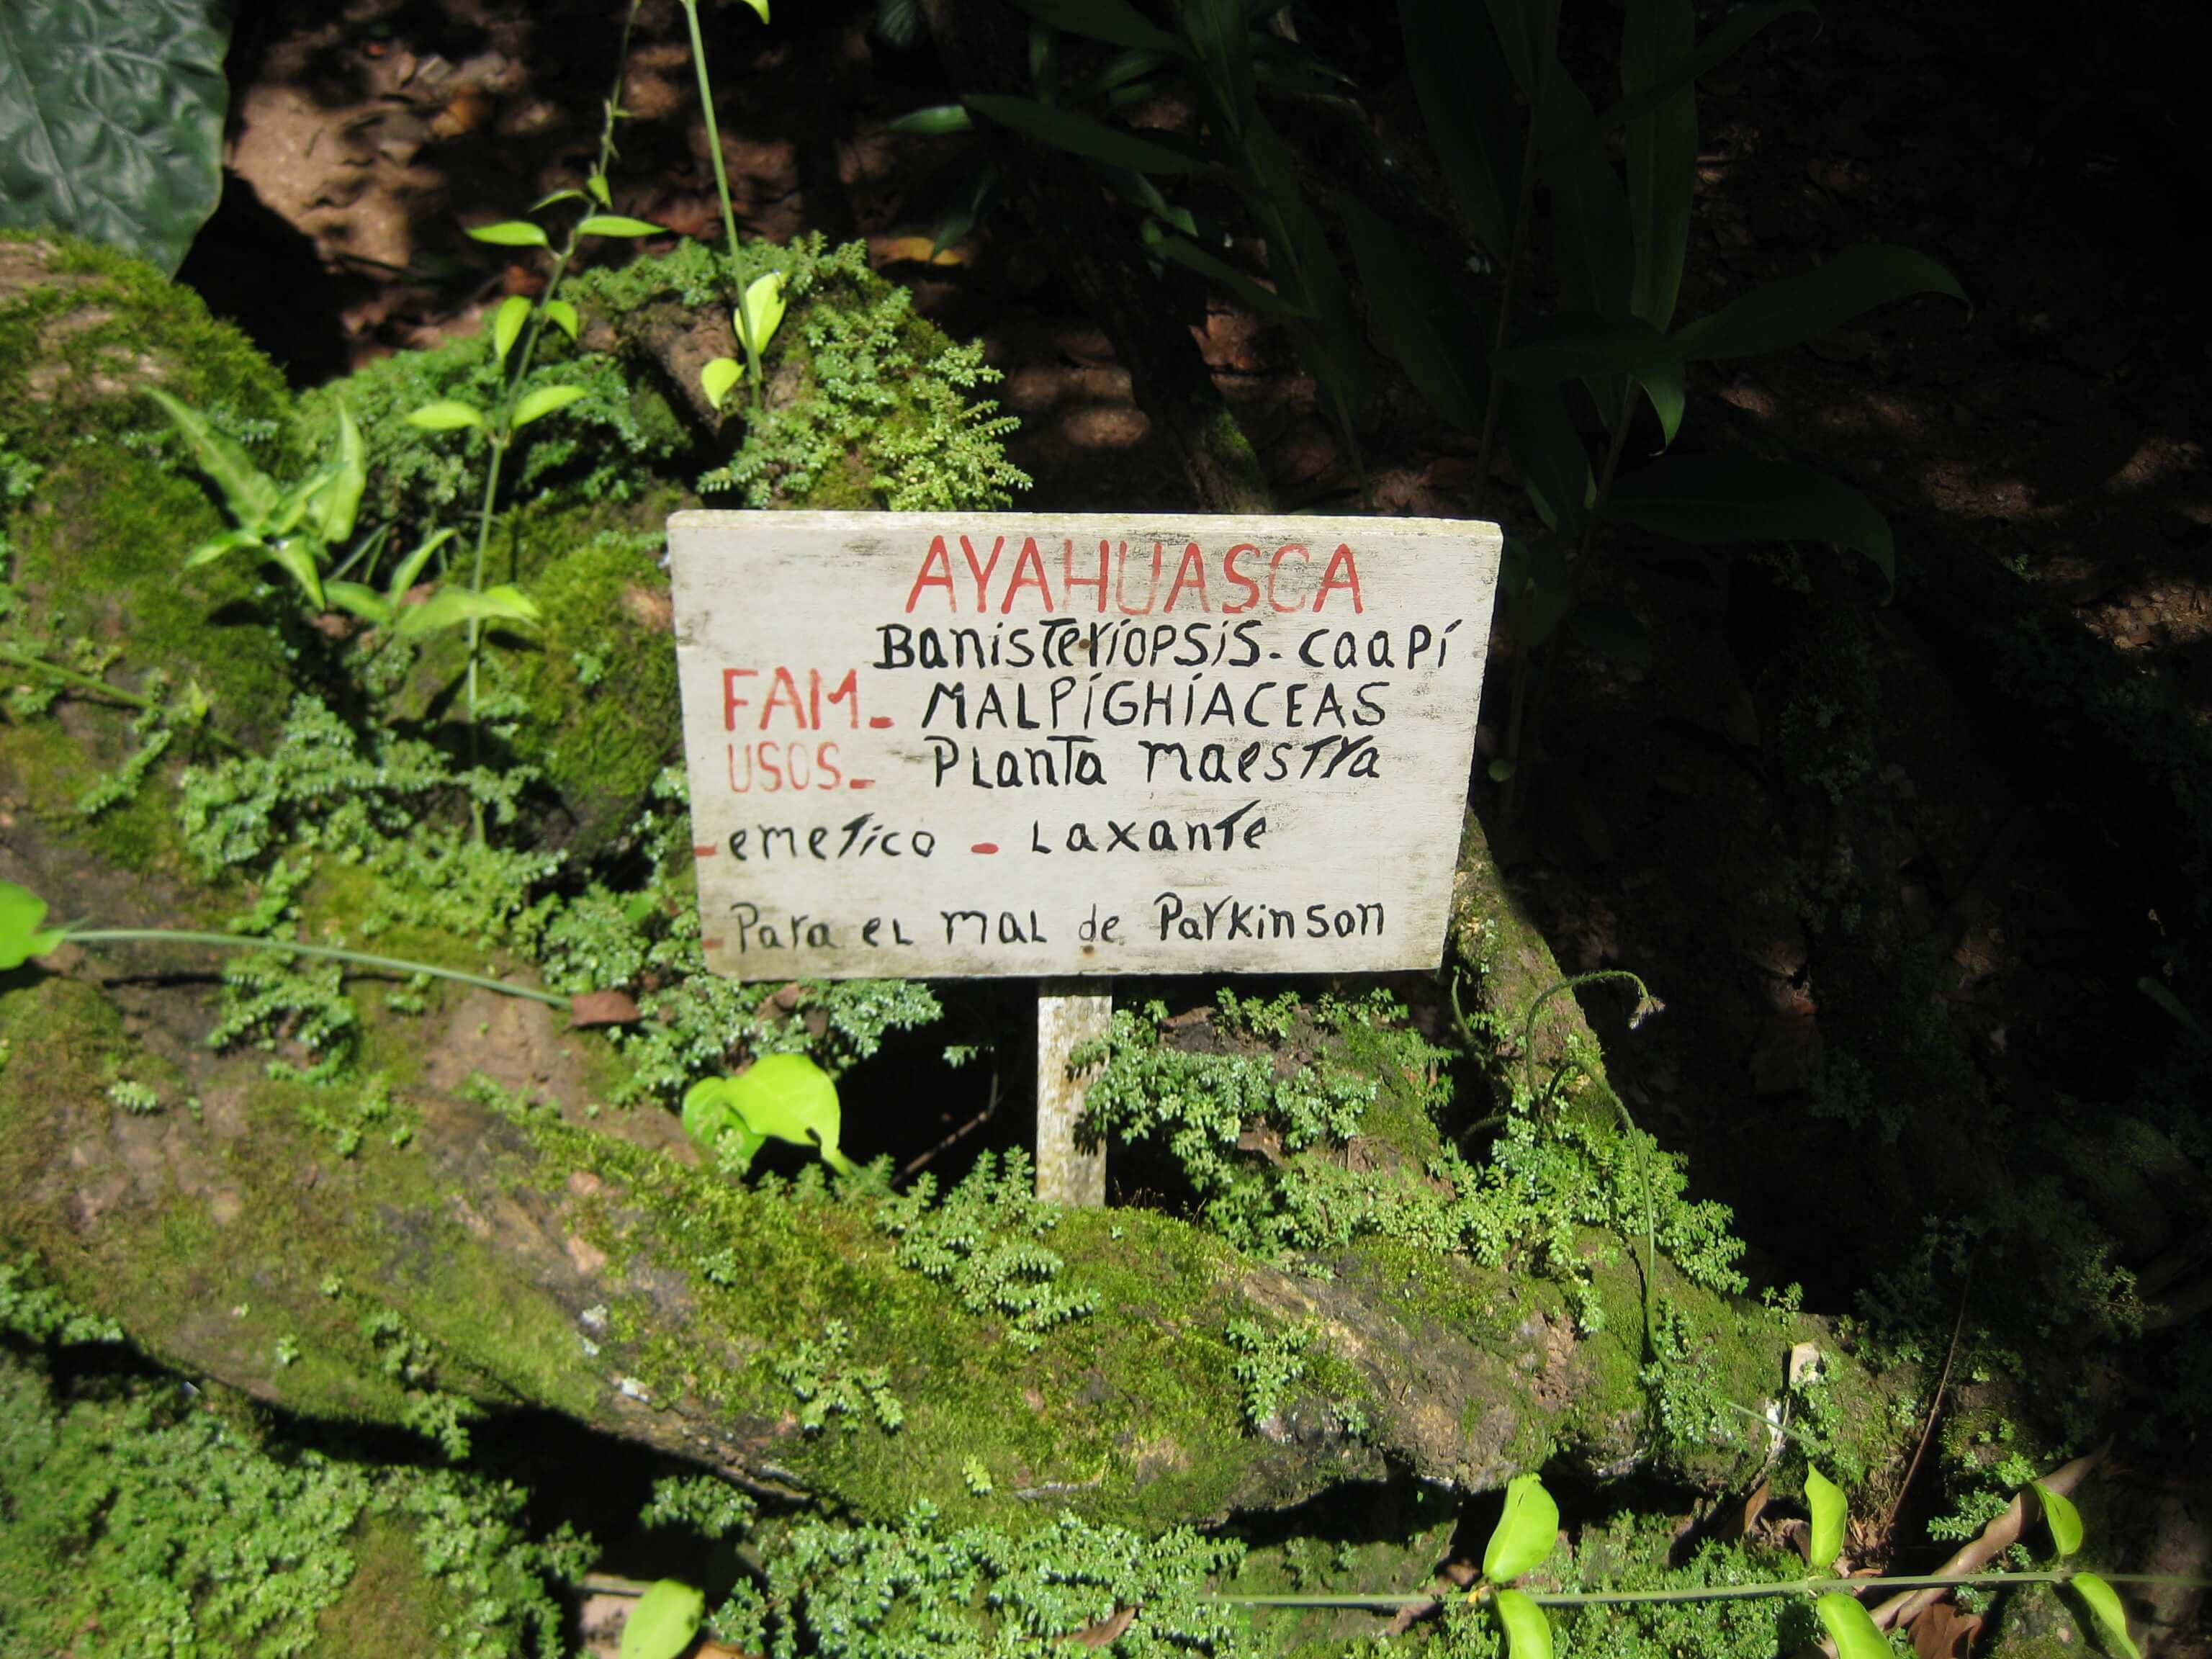 AYAHUASCA
Banisteriopsis. caapi
FAM- MALPIGHIACEAS
USOS- Planta maestra
- emetico - Laxante
- Para el mal de Parkinson